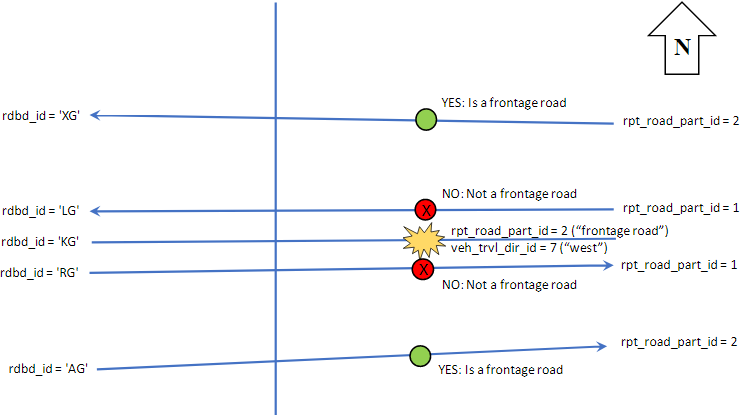 N
YES: Is a frontage road
rdbd_id = 'XG'
rpt_road_part_id = 2
NO: Not a frontage road
rdbd_id = 'LG'
X
rpt_road_part_id = 1
rpt_road_part_id = 2 (“frontage road”)
rdbd_id = 'KG'
veh_trvl_dir_id = 7 (“west”)
rdbd_id = 'RG'
X
rpt_road_part_id = 1
NO: Not a frontage road
rpt_road_part_id = 2
rdbd_id = 'AG'
YES: Is a frontage road